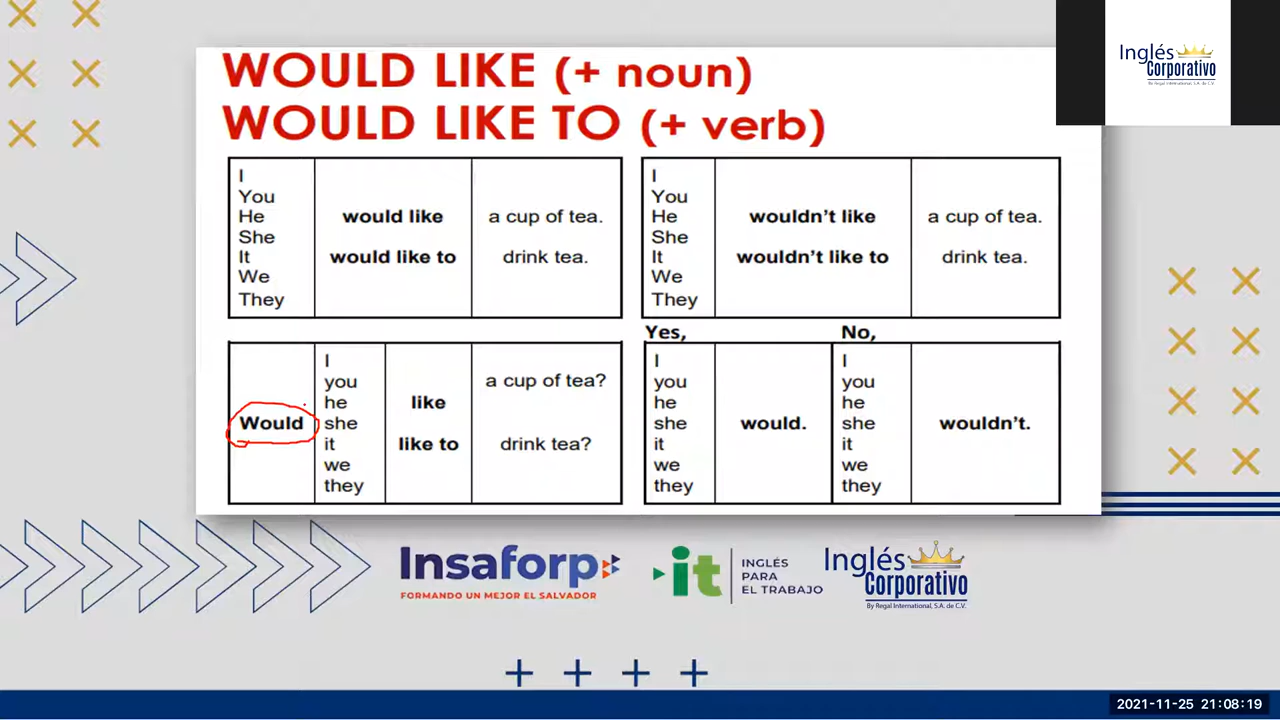 WOULD LIKE (+ noun)
WOULD LIKE TO (+ verb)
I
You
He
She
It
We
They
would like
would like to
a cup of tea.
drink tea.
I
You
He
She
It
We
They
wouldn't like
wouldn't like to
a cup of tea.
drink tea.
Would
I
you
he
she
it
we
they
like
like to
a cup of tea?
drink tea?
Yes,
I
you
he
she
it
we
they
would.
No,
I
you
he
she
it
we
they
wouldn't.
Inglés
Corporativo
By Regal International, S.A. de C.V.
Insaforp
FORMANDO UN MEJOR EL SALVADOR
it
INGLÉS
PARA
EL TRABAJO
Inglés
Corporativo
By Regal International, S.A. de C.V.
2021-11-25 21:08:19